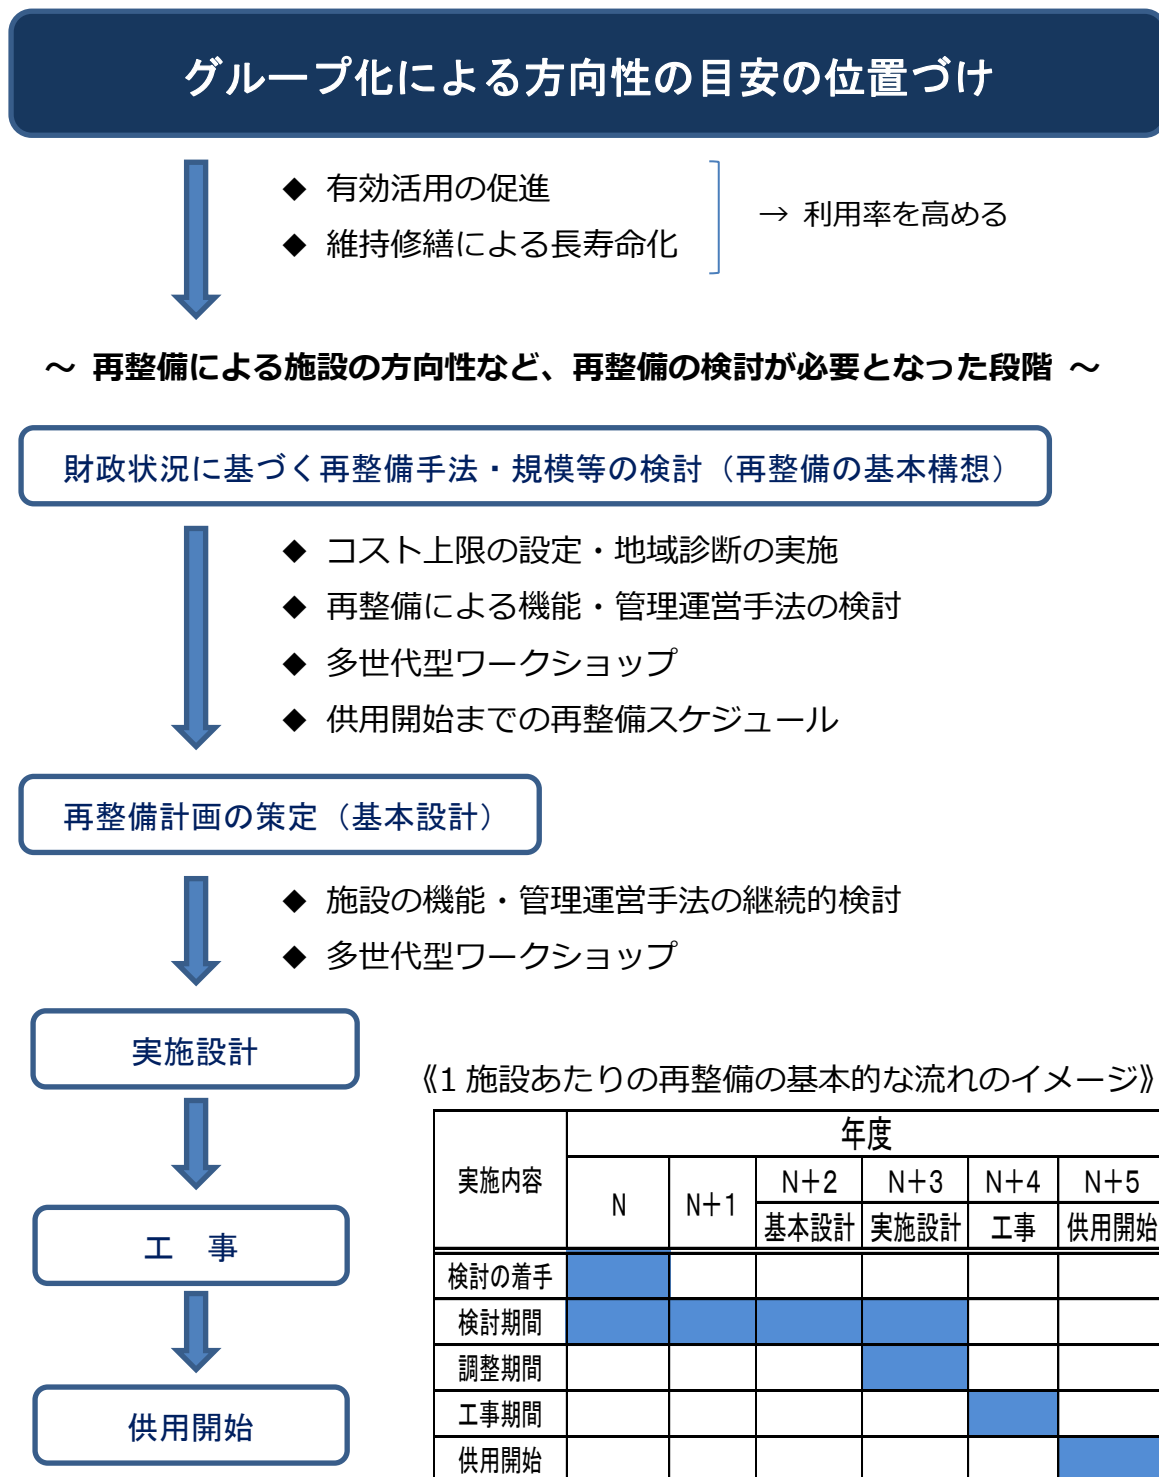 グループ化による方向性の目安の位置づけ
◆ 有効活用の促進
◆ 維持修繕による長寿命化
→ 利用率を高める
～ 再整備による施設の方向性など、再整備の検討が必要となった段階 ～
財政状況に基づく再整備手法・規模等の検討（再整備の基本構想）
◆ コスト上限の設定・地域診断の実施
◆ 再整備による機能・管理運営手法の検討
◆ 多世代型ワークショップ
◆ 供用開始までの再整備スケジュール
再整備計画の策定（基本設計）
◆ 施設の機能・管理運営手法の継続的検討
◆ 多世代型ワークショップ
実施設計
工　事
供用開始
《1 施設あたりの再整備の基本的な流れのイメージ》
実施内容 年度
N N＋1 N＋2 N＋3 N＋4 N＋5
基本設計 実施設計 工事 供用開始
検討の着手
検討期間
調整期間
工事期間
供用開始